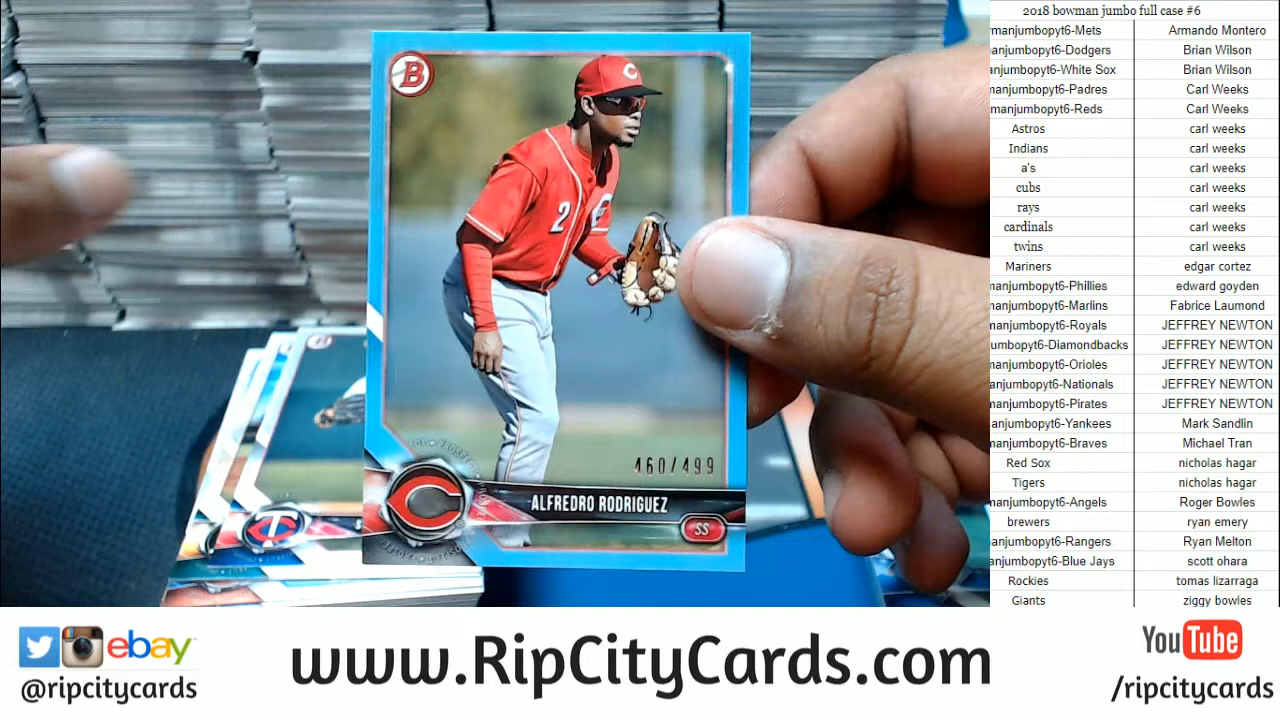 2018 bowman jumbo full case #6
rmanjumbopyt6-Mets Armando Montero
anjumbopyt6-Dodgers Brian Wilson
anjumbopyt6-White Sox Brian Wilson
manjumbopyt6-Padres Carl Weeks
manjumbopyt6-Reds Carl Weeks
Astros carl weeks
Indians carl weeks
a's carl weeks
cubs carl weeks
rays carl weeks
cardinals carl weeks
twins carl weeks
Mariners edgar cortez
manjumbopyt6-Phillies edward goyden
manjumbopyt6-Marlins Fabrice Laumond
manjumbopyt6-Royals JEFFREY NEWTON
umbopyt6-Diamondbacks JEFFREY NEWTON
anjumbopyt6-Orioles JEFFREY NEWTON
anjumbopyt6-Nationals JEFFREY NEWTON
anjumbopyt6-Pirates JEFFREY NEWTON
manjumbopyt6-Yankees Mark Sandlin
manjumbopyt6-Braves Michael Tran
Red Sox nicholas hagar
Tigers nicholas hagar
manjumbopyt6-Angels Roger Bowles
brewers ryan emery
manjumbopyt6-Rangers Ryan Melton
anjumbopyt6-Blue Jays scott ohara
Rockies tomas lizarraga
Giants ziggy bowles
B
C
2
460/499
ALFREDRO RODRIGUEZ
SS
ebay
@ripcitycards
www.RipCityCards.com
YouTube
/ripcitycards